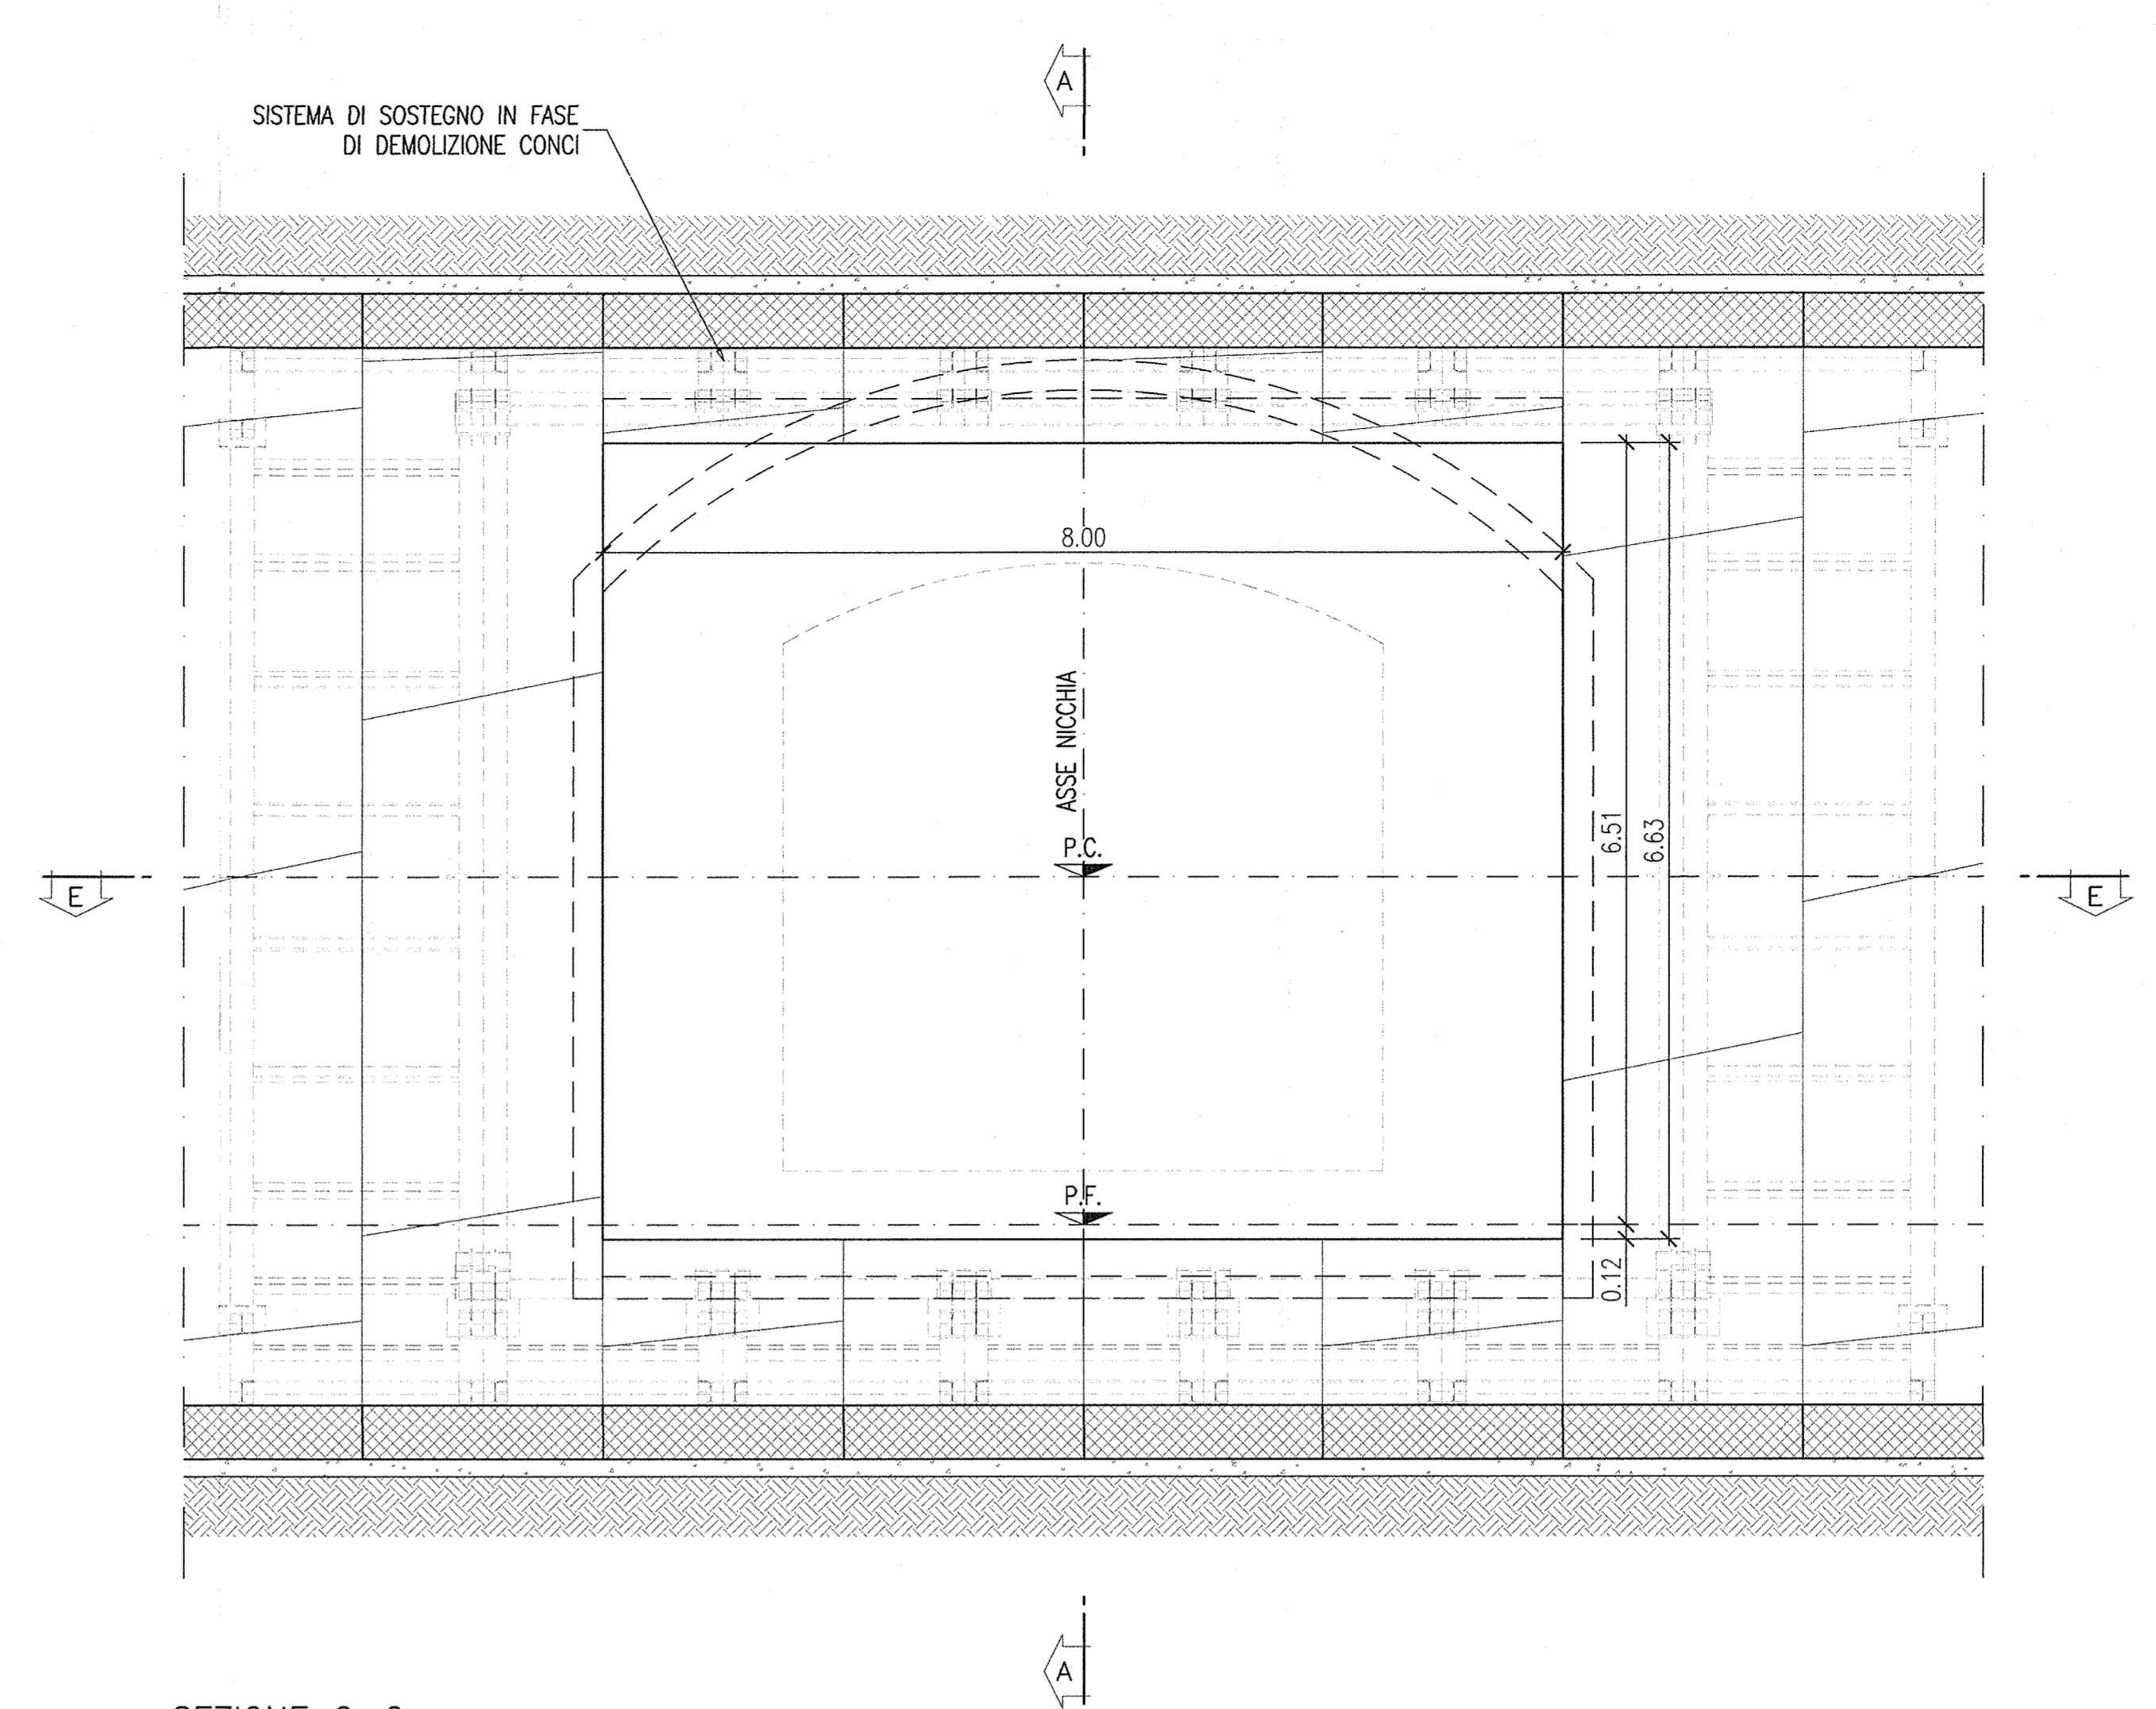 A
SISTEMA DI SOSTEGNO IN FASE
DI DEMOLIZIONE CONCI
8.00
ASSE NICCHIA
P.C.
6.51
6.63
E
E
P.F.
0.12
A